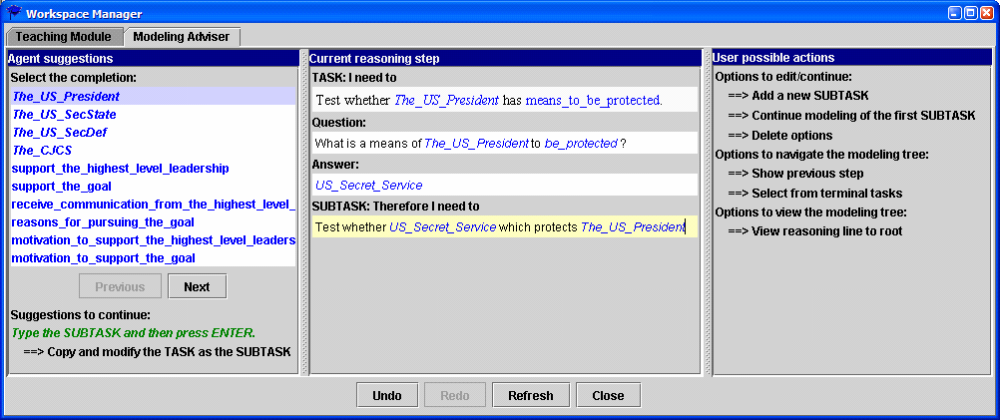 Workspace Manager
Teaching Module
Modeling Adviser
Agent suggestions
Select the completion:
The_US_President
The_US_SecState
The_US_SecDef
The_CJCS
support_the_highest_level_leadership
support_the_goal
receive_communication_from_the_highest_level_
reasons_for_pursuing_the_goal
motivation_to_support_the_highest_level_leaders
motivation_to_support_the_goal
Previous
Next
Suggestions to continue:
Type the SUBTASK and then press ENTER.
==> Copy and modify the TASK as the SUBTASK
Current reasoning step
TASK: I need to
Test whether The_US_President has means_to_be_protected.
Question:
What is a means of The_US_President to be_protected ?
Answer:
US_Secret_Service
SUBTASK: Therefore I need to
Test whether US_Secret_Service which protects The_US_President
User possible actions
Options to edit/continue:
==> Add a new SUBTASK
==> Continue modeling of the first SUBTASK
==> Delete options
Options to navigate the modeling tree:
==> Show previous step
==> Select from terminal tasks
Options to view the modeling tree:
==> View reasoning line to root
Undo
Redo
Refresh
Close